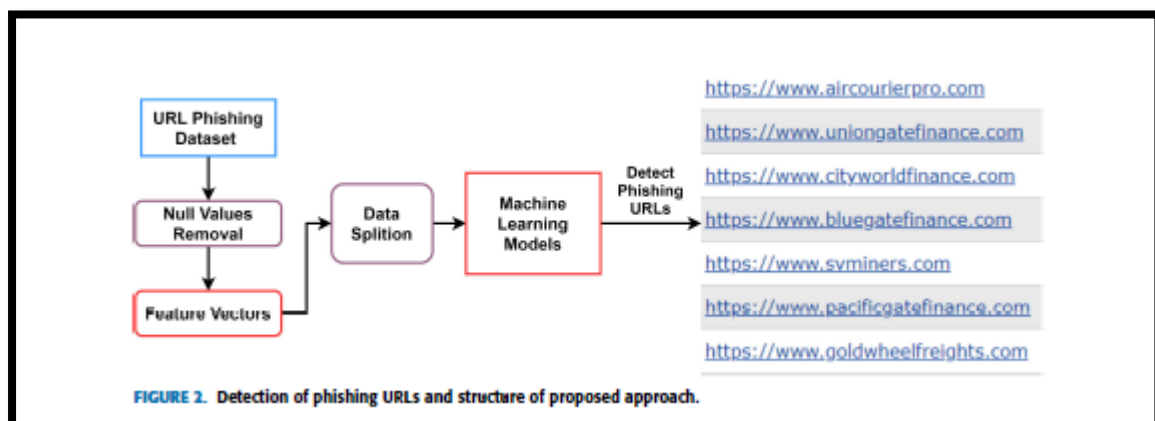 URL Phishing
Dataset
Null Values
Removal
Feature Vectors
Data
Splition
Machine
Learning
Models
Detect
Phishing
URLs
https://www.aircourierpro.com
https://www.uniongatefinance.com
https://www.cityworldfinance.com
https://www.bluegatefinance.com
https://www.svminers.com
https://www.pacificgatefinance.com
https://www.goldwheelfreights.com
FIGURE 2. Detection of phishing URLs and structure of proposed approach.